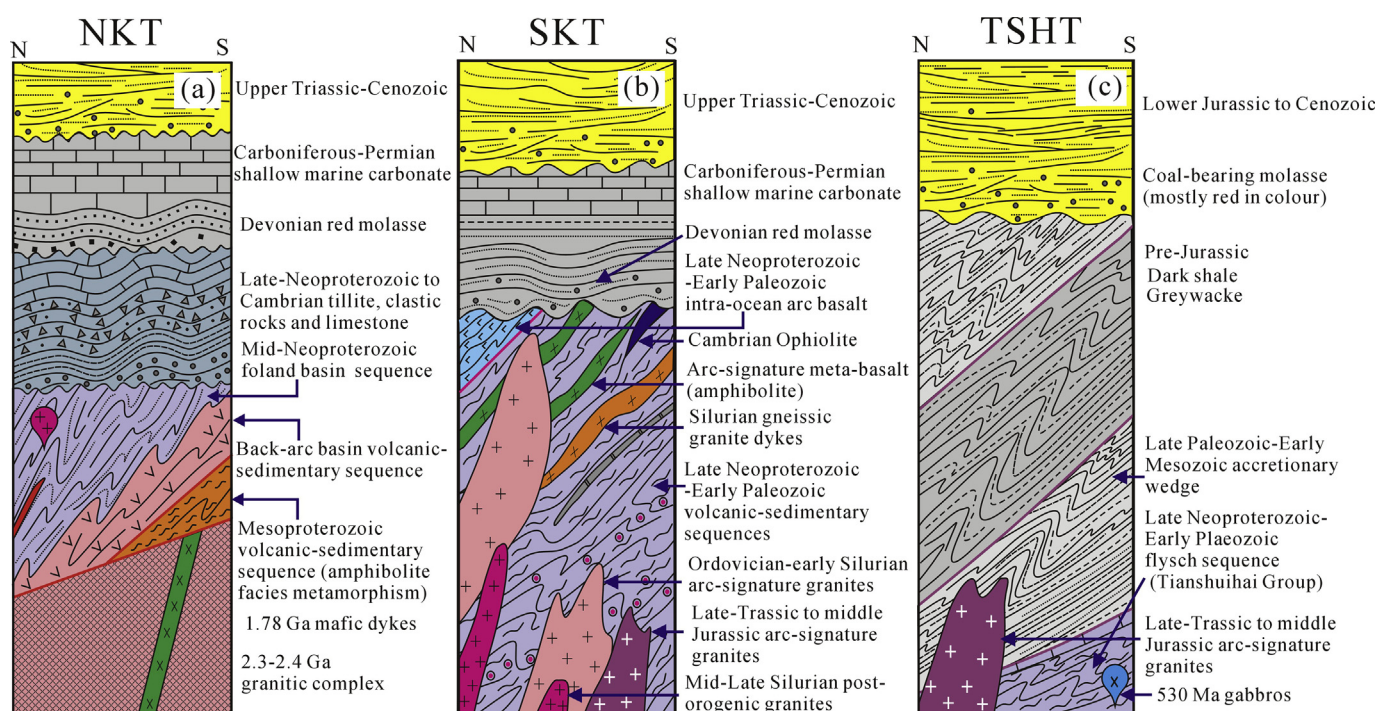 NKT
N
S
(a)
Upper Triassic-Cenozoic
Carboniferous-Permian
shallow marine carbonate
Devonian red molasse
Late-Neoproterozoic to
Cambrian tillite, clastic
rocks and limestone
Mid-Neoproterozoic
foland basin sequence
Back-arc basin volcanic-
sedimentary sequence
Mesoproterozoic
volcanic-sedimentary
sequence (amphibolite
facies metamorphism)
1.78 Ga mafic dykes
2.3-2.4 Ga
granitic complex
SKT
N
S
(b)
Upper Triassic-Cenozoic
Carboniferous-Permian
shallow marine carbonate
Devonian red molasse
Late Neoproterozoic
-Early Paleozoic
intra-ocean arc basalt
Cambrian Ophiolite
Arc-signature meta-basalt
(amphibolite)
Silurian gneissic
granite dykes
Late Neoproterozoic
-Early Paleozoic
volcanic-sedimentary
sequences
Ordovician-early Silurian
arc-signature granites
Late-Trassic to middle
Jurassic arc-signature
granites
Mid-Late Silurian post-
orogenic granites
TSHT
N
S
(c)
Lower Jurassic to Cenozoic
Coal-bearing molasse
(mostly red in colour)
Pre-Jurassic
Dark shale
Greywacke
Late Paleozoic-Early
Mesozoic accretionary
wedge
Late Neoproterozoic-
Early Plaeozoic
flysch sequence
(Tianshuihai Group)
Late-Trassic to middle
Jurassic arc-signature
granites
530 Ma gabbros